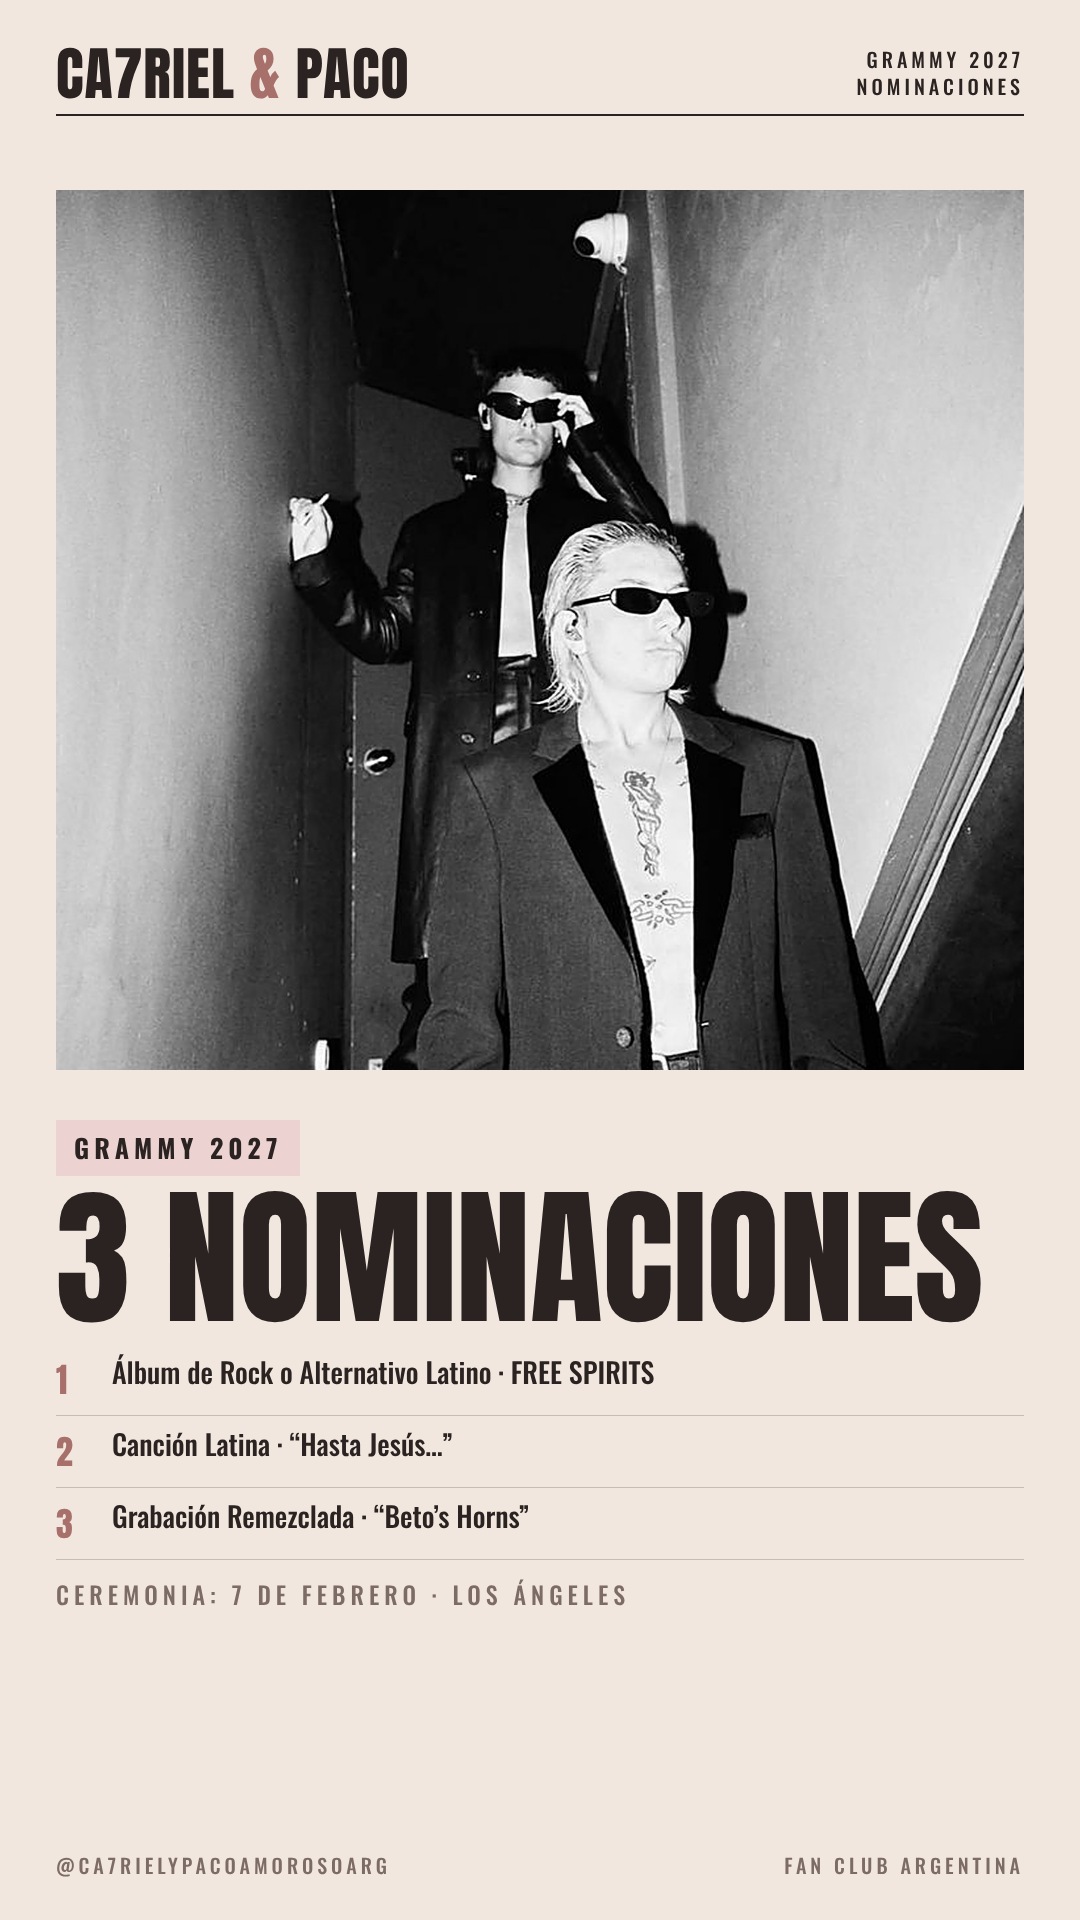 CA7RIEL & PACO
GRAMMY 2027
NOMINACIONES
GRAMMY 2027
3 NOMINACIONES
1 Álbum de Rock o Alternativo Latino · FREE SPIRITS
2 Canción Latina · “Hasta Jesús...”
3 Grabación Remezclada · “Beto’s Horns”
CEREMONIA: 7 DE FEBRERO · LOS ÁNGELES
@CA7RIELYPACOAMOROSOARG
FAN CLUB ARGENTINA